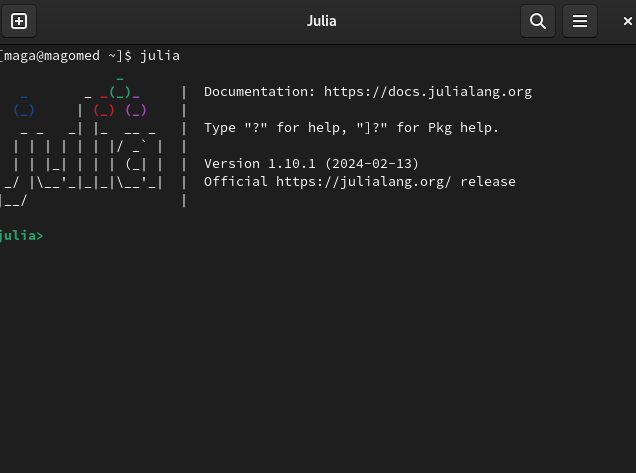 Julia
[maga@magomed ~]$ julia
               _
   _       _ _(_)_     |  Documentation: https://docs.julialang.org
  (_)     | (_) (_)    |
   _ _   _| |_  __ _   |  Type "?" for help, "]?" for Pkg help.
  | | | | | | |/ _` |  |
  | | |_| | | | (_| |  |  Version 1.10.1 (2024-02-13)
 _/ |\__'_|_|_|\__'_|  |  Official https://julialang.org/ release
|__/                   |
julia>